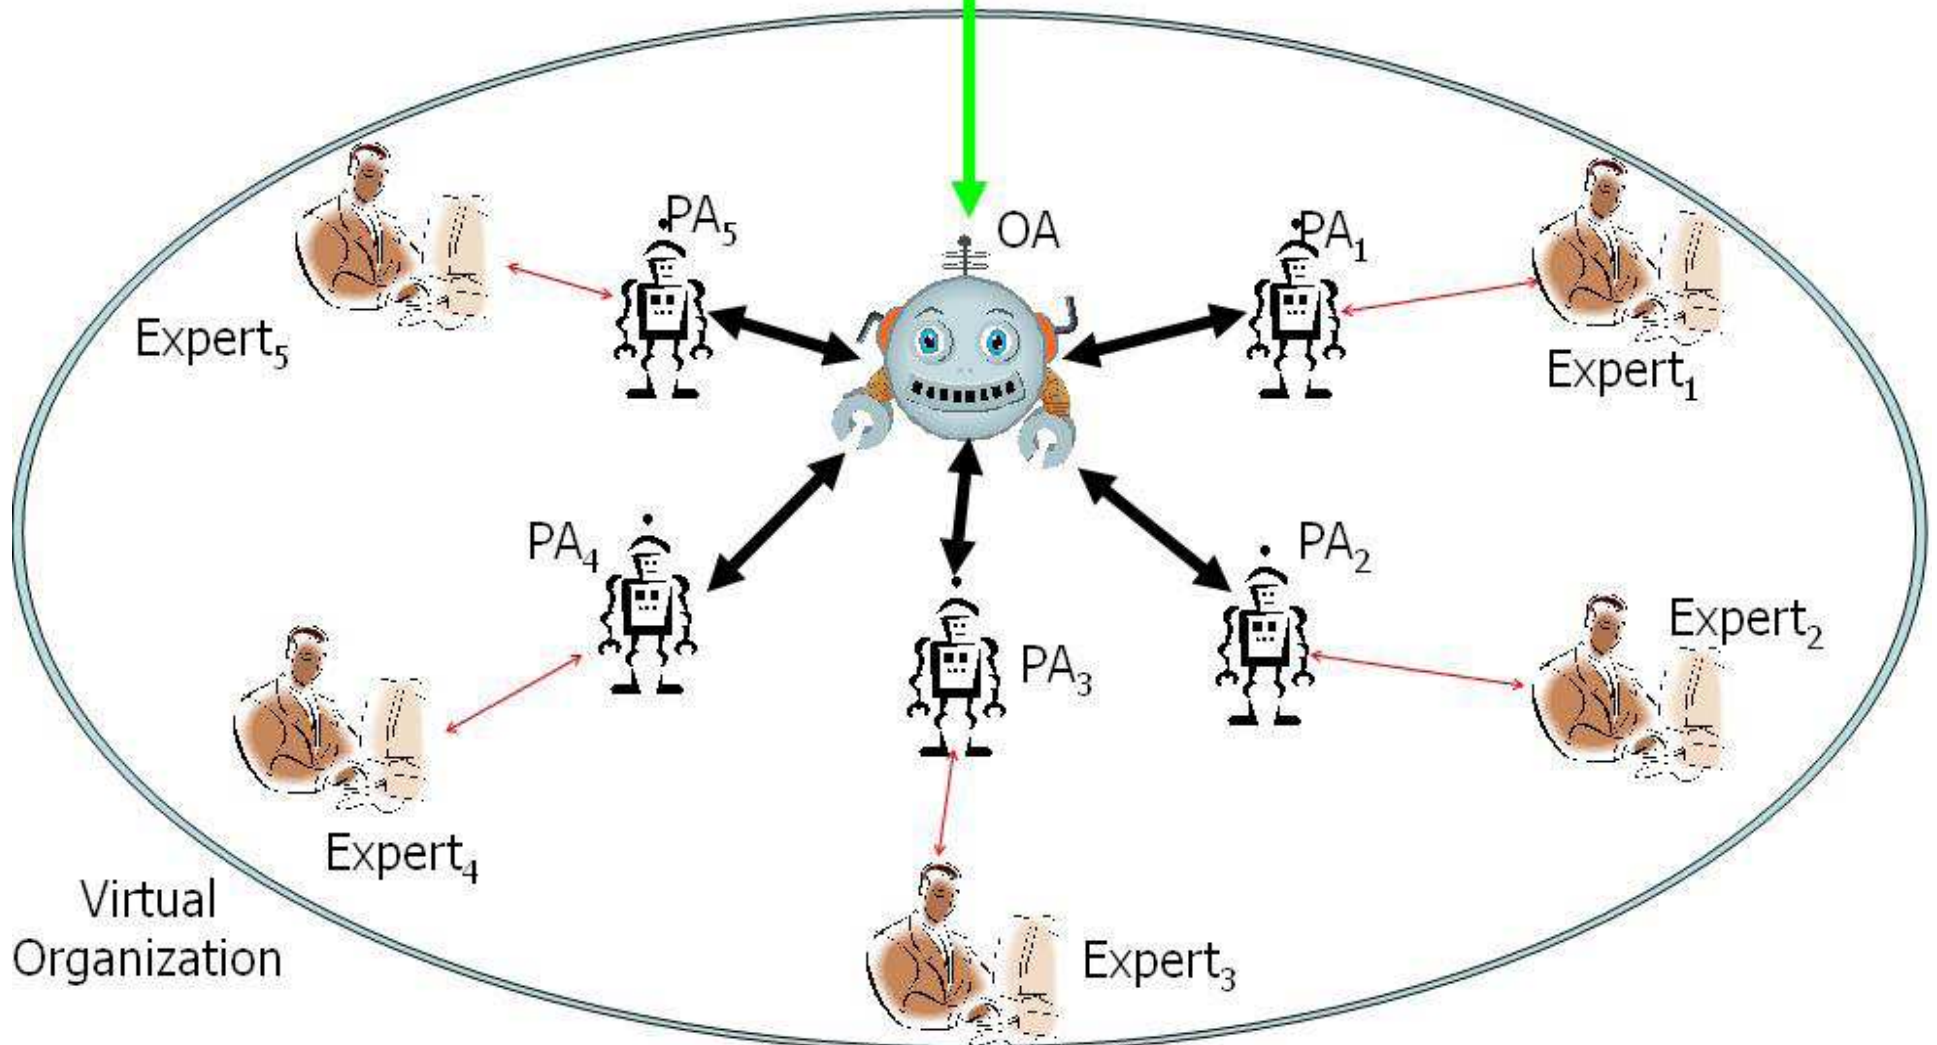 PA₅
OA
PA₁
Expert₅
Expert₁
PA₄
PA₂
Expert₂
PA₃
Expert₄
Virtual
Organization
Expert₃